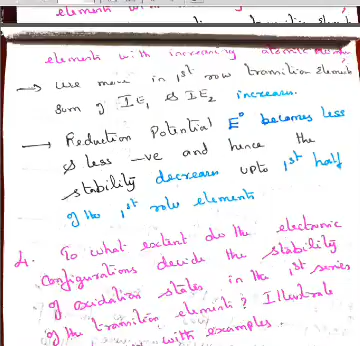 elements with increasing atomic
→ We move in 1st row transition element
sum of IE1 & IE2 increases.
→ Reduction Potential E° becomes less
& less -ve and hence the
stability decreases upto 1st half
of the 1st row elements
4. To what extent do the electronic
configurations decide the stability
of oxidation states in the 1st series
of the transition elements? Illustrate
with examples.